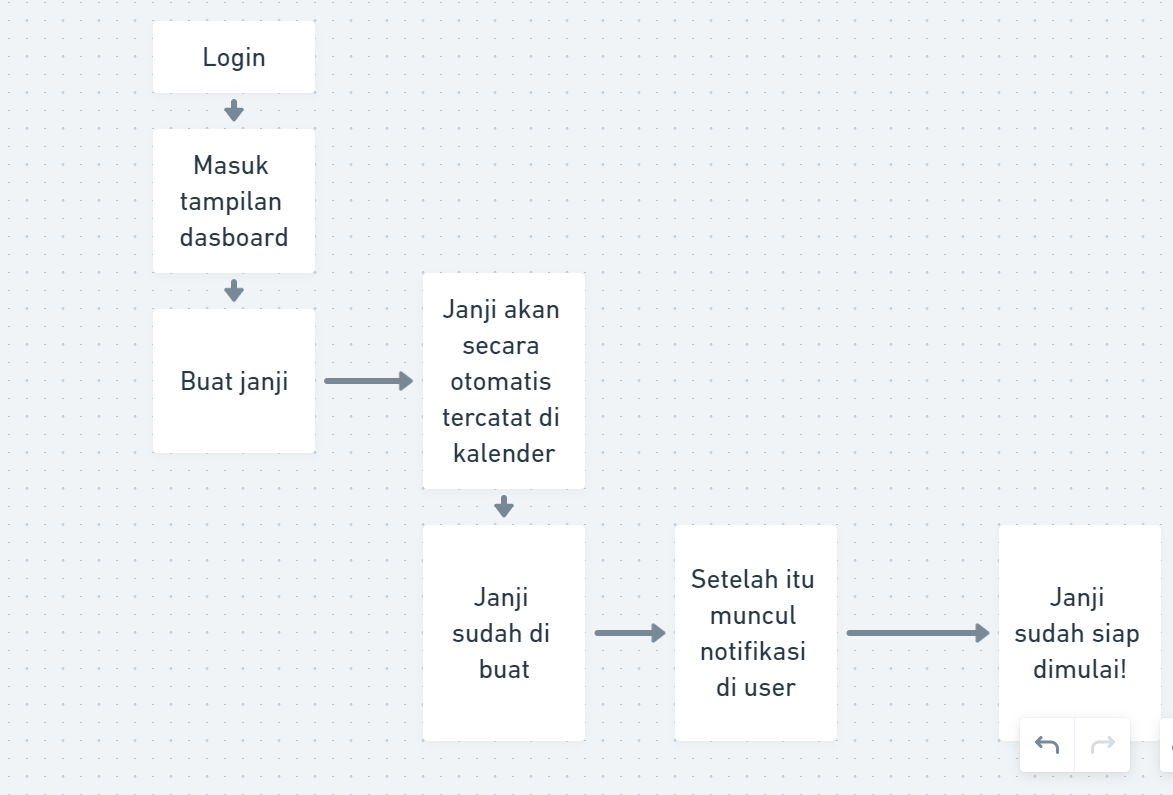 Login
Masuk
tampilan
dasboard
Buat janji
Janji akan
secara
otomatis
tercatat di
kalender
Janji
sudah di
buat
Setelah itu
muncul
notifikasi
di user
Janji
sudah siap
dimulai!